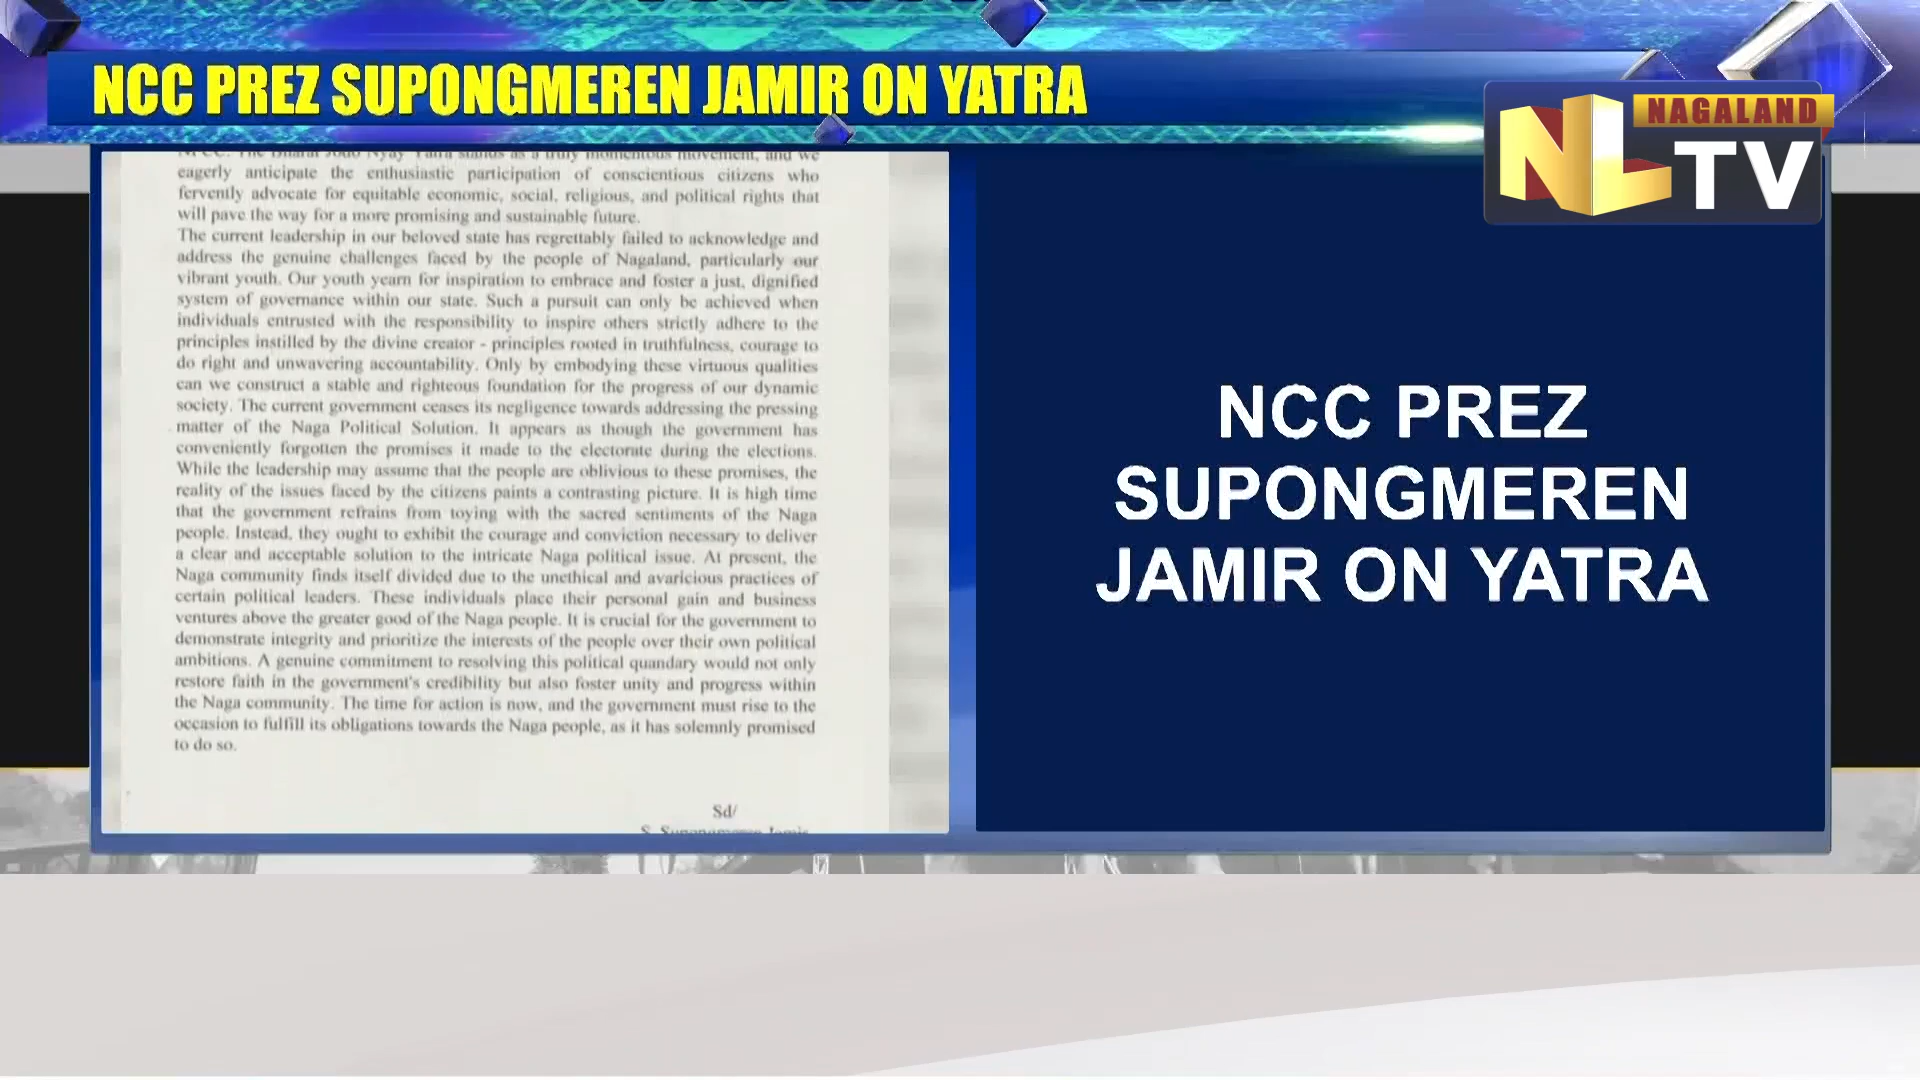 NCC PREZ SUPONGMEREN JAMIR ON YATRA
NAGALAND
NL TV
NPCC. The Bharat Jodo Nyay Yatra stands as a truly momentous movement, and we
eagerly anticipate the enthusiastic participation of conscientious citizens who
fervently advocate for equitable economic, social, religious, and political rights that
will pave the way for a more promising and sustainable future.
The current leadership in our beloved state has regrettably failed to acknowledge and
address the genuine challenges faced by the people of Nagaland, particularly our
vibrant youth. Our youth yearn for inspiration to embrace and foster a just, dignified
system of governance within our state. Such a pursuit can only be achieved when
individuals entrusted with the responsibility to inspire others strictly adhere to the
principles instilled by the divine creator - principles rooted in truthfulness, courage to
do right and unwavering accountability. Only by embodying these virtuous qualities
can we construct a stable and righteous foundation for the progress of our dynamic
society. The current government ceases its negligence towards addressing the pressing
matter of the Naga Political Solution. It appears as though the government has
conveniently forgotten the promises it made to the electorate during the elections.
While the leadership may assume that the people are oblivious to these promises, the
reality of the issues faced by the citizens paints a contrasting picture. It is high time
that the government refrains from toying with the sacred sentiments of the Naga
people. Instead, they ought to exhibit the courage and conviction necessary to deliver
a clear and acceptable solution to the intricate Naga political issue. At present, the
Naga community finds itself divided due to the unethical and avaricious practices of
certain political leaders. These individuals place their personal gain and business
ventures above the greater good of the Naga people. It is crucial for the government to
demonstrate integrity and prioritize the interests of the people over their own political
ambitions. A genuine commitment to resolving this political quandary would not only
restore faith in the government's credibility but also foster unity and progress within
the Naga community. The time for action is now, and the government must rise to the
occasion to fulfill its obligations towards the Naga people, as it has solemnly promised
to do so.
Sd/
S. Supongmeren Jamir
NCC PREZ
SUPONGMEREN
JAMIR ON YATRA